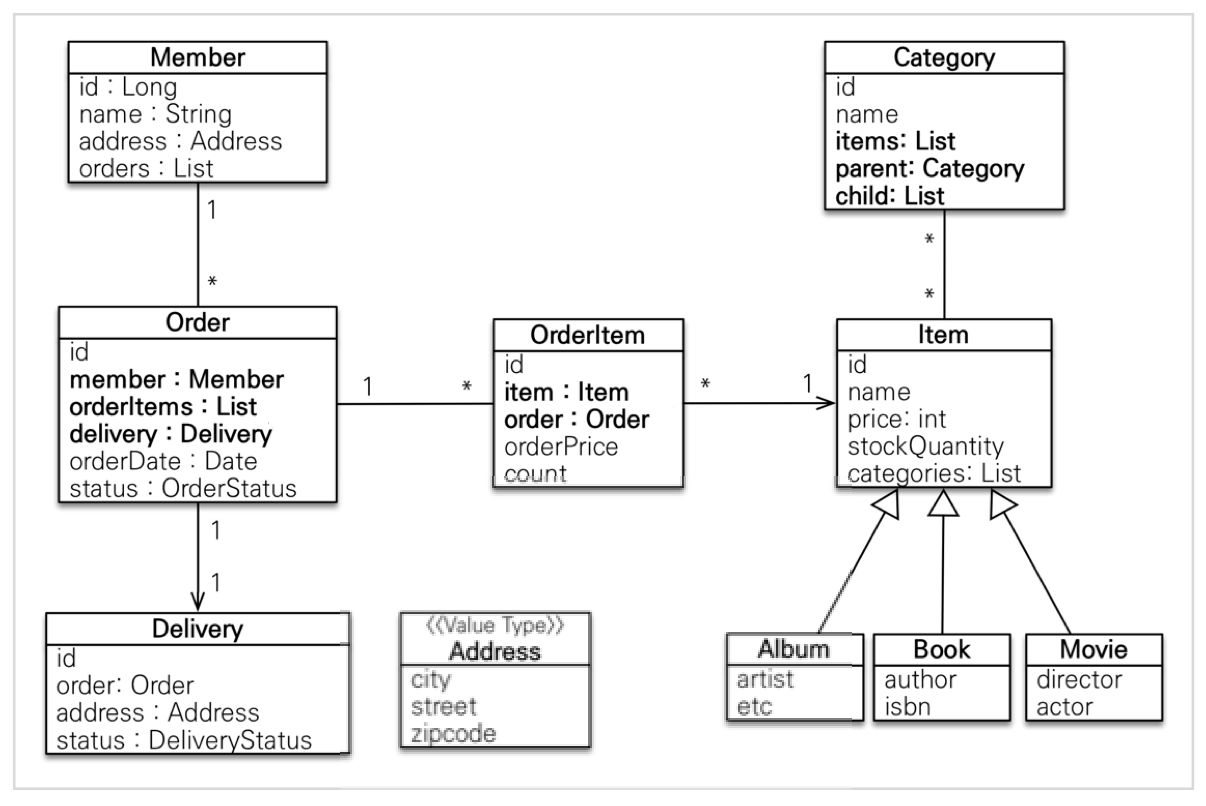 Member
id : Long
name : String
address : Address
orders : List
1
*
Category
id
name
items: List
parent: Category
child: List
*
*
Order
id
member : Member
orderItems : List
delivery : Delivery
orderDate : Date
status : OrderStatus
1
*
OrderItem
id
item : Item
order : Order
orderPrice
count
*
1
Item
id
name
price: int
stockQuantity
categories: List
1
1
Delivery
id
order: Order
address : Address
status : DeliveryStatus
《Value Type》
Address
city
street
zipcode
Album
artist
etc
Book
author
isbn
Movie
director
actor